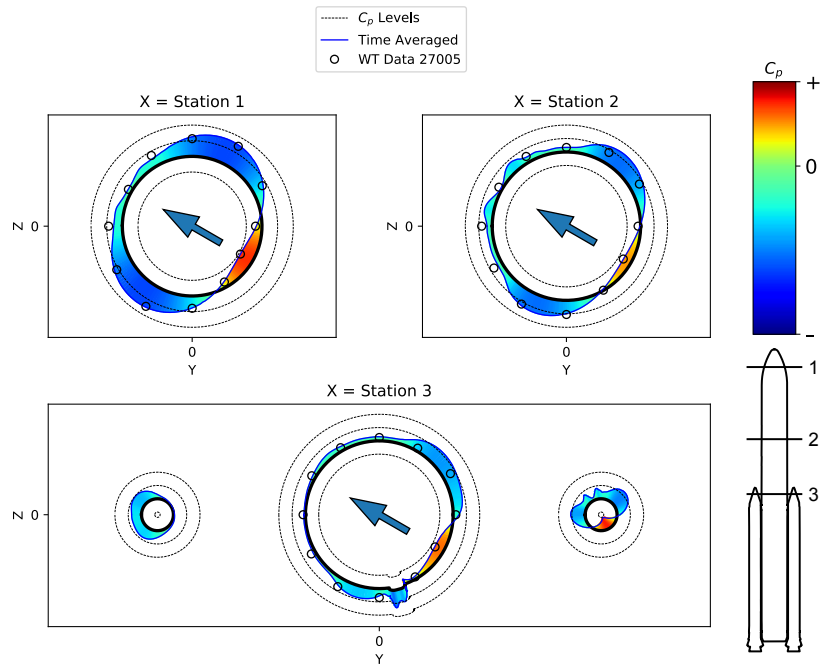 C_p Levels
Time Averaged
WT Data 27005
X = Station 1
Z
0
0
Y
X = Station 2
Z
0
0
Y
C_p
+
0
-
X = Station 3
Z
0
0
Y
1
2
3